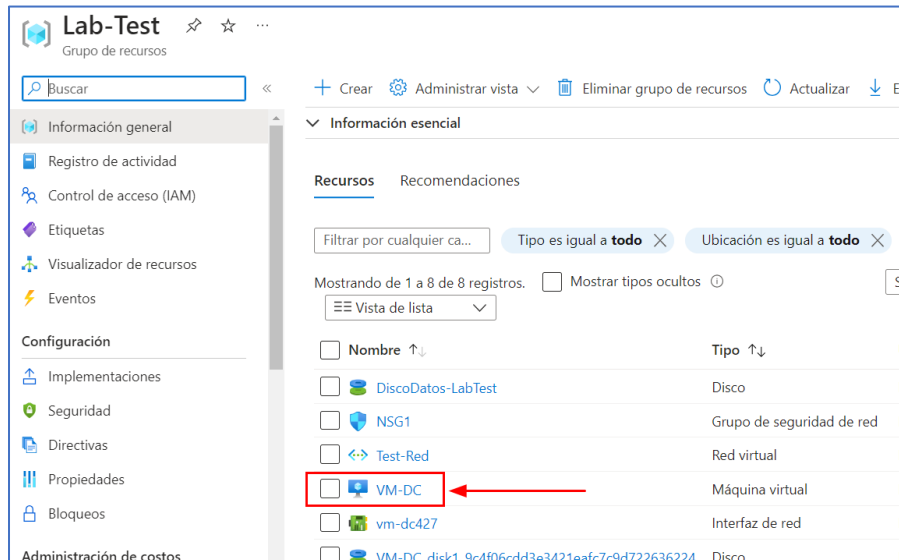 Lab-Test
Grupo de recursos
Buscar
Información general
Registro de actividad
Control de acceso (IAM)
Etiquetas
Visualizador de recursos
Eventos
Configuración
Implementaciones
Seguridad
Directivas
Propiedades
Bloqueos
Administración de costos
Crear Administrar vista Eliminar grupo de recursos Actualizar E
Información esencial
Recursos Recomendaciones
Filtrar por cualquier ca... Tipo es igual a todo Ubicación es igual a todo
Mostrando de 1 a 8 de 8 registros. Mostrar tipos ocultos
Vista de lista
Nombre Tipo
DiscoDatos-LabTest Disco
NSG1 Grupo de seguridad de red
Test-Red Red virtual
VM-DC Máquina virtual
vm-dc427 Interfaz de red
VM-DC_disk1_9c4f06cdd3e3421eafc7c9d722636224 Disco